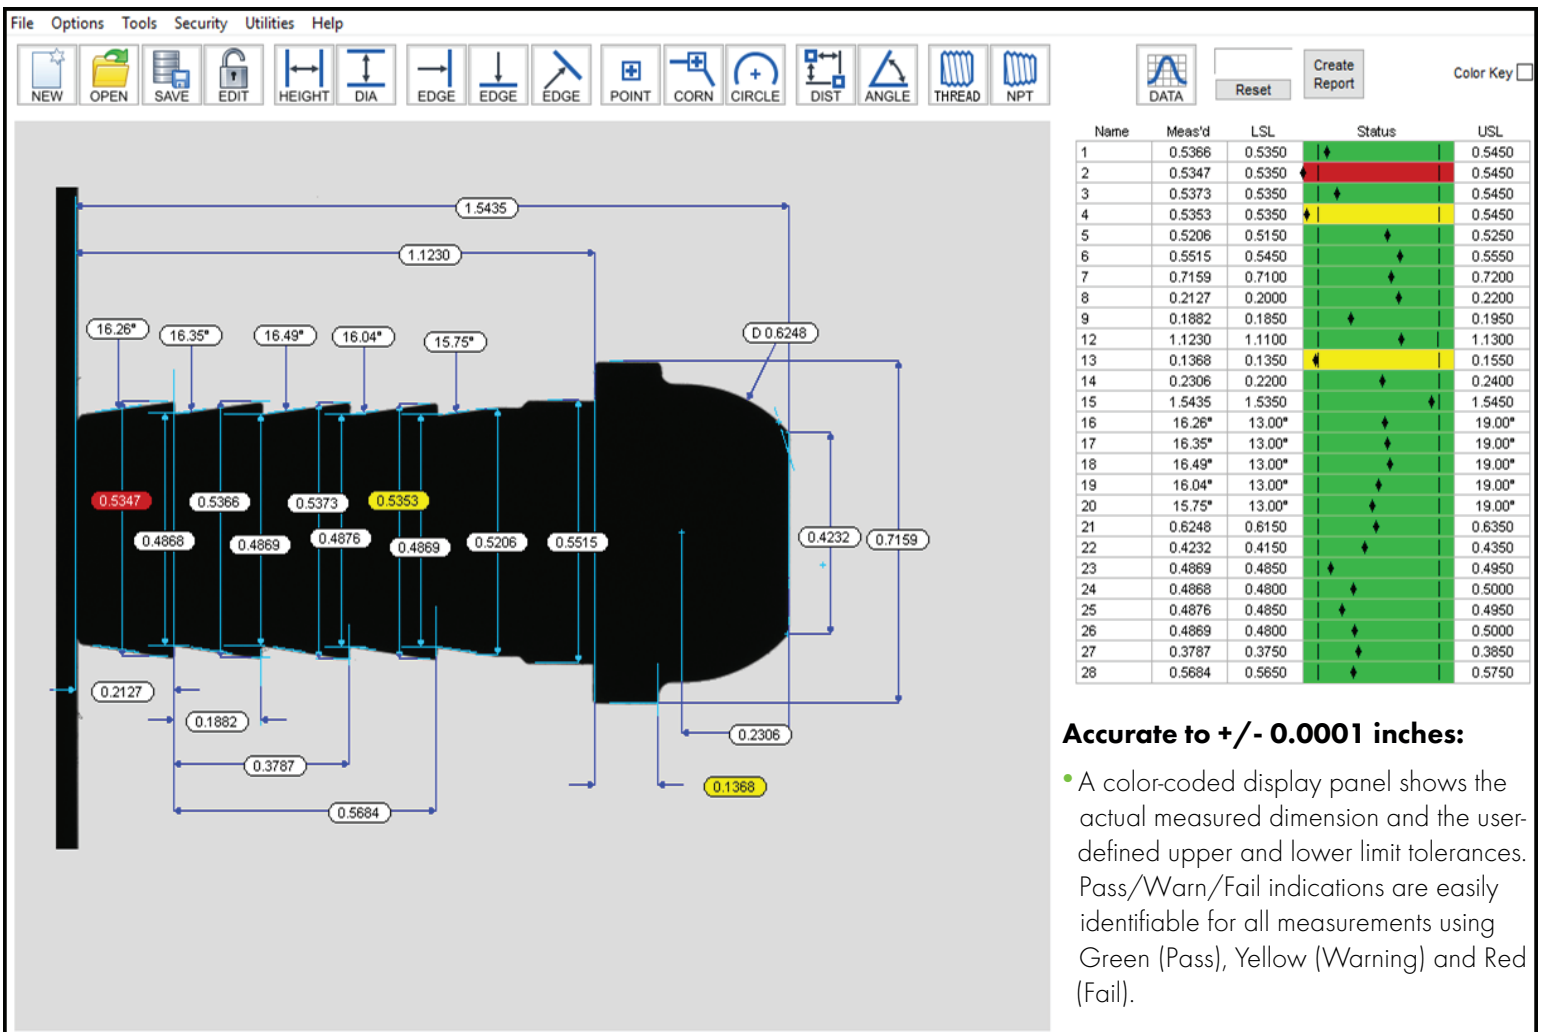 File Options Tools Security Utilities Help
NEW OPEN SAVE EDIT HEIGHT DIA EDGE EDGE EDGE POINT CORN CIRCLE DIST ANGLE THREAD NPT DATA Reset
Create
Report
Color Key
1.5435
1.1230
16.26° 16.35° 16.49° 16.04° 15.75° D 0.6248
0.5347 0.5366 0.5373 0.5353
0.4868 0.4869 0.4876 0.4869 0.5206 0.5515 0.4232 0.7159
0.2127
0.1882
0.2306
0.3787
0.1368
0.5684
Name Meas'd LSL Status USL
1 0.5366 0.5350 0.5450
2 0.5347 0.5350 0.5450
3 0.5373 0.5350 0.5450
4 0.5353 0.5350 0.5450
5 0.5206 0.5150 0.5250
6 0.5515 0.5450 0.5550
7 0.7159 0.7100 0.7200
8 0.2127 0.2000 0.2200
9 0.1882 0.1850 0.1950
12 1.1230 1.1100 1.1300
13 0.1368 0.1350 0.1550
14 0.2306 0.2200 0.2400
15 1.5435 1.5350 1.5450
16 16.26° 13.00° 19.00°
17 16.35° 13.00° 19.00°
18 16.49° 13.00° 19.00°
19 16.04° 13.00° 19.00°
20 15.75° 13.00° 19.00°
21 0.6248 0.6150 0.6350
22 0.4232 0.4150 0.4350
23 0.4869 0.4850 0.4950
24 0.4868 0.4800 0.5000
25 0.4876 0.4850 0.4950
26 0.4869 0.4800 0.5000
27 0.3787 0.3750 0.3850
28 0.5684 0.5650 0.5750
Accurate to +/- 0.0001 inches:
• A color-coded display panel shows the
actual measured dimension and the user-
defined upper and lower limit tolerances.
Pass/Warn/Fail indications are easily
identifiable for all measurements using
Green (Pass), Yellow (Warning) and Red
(Fail).